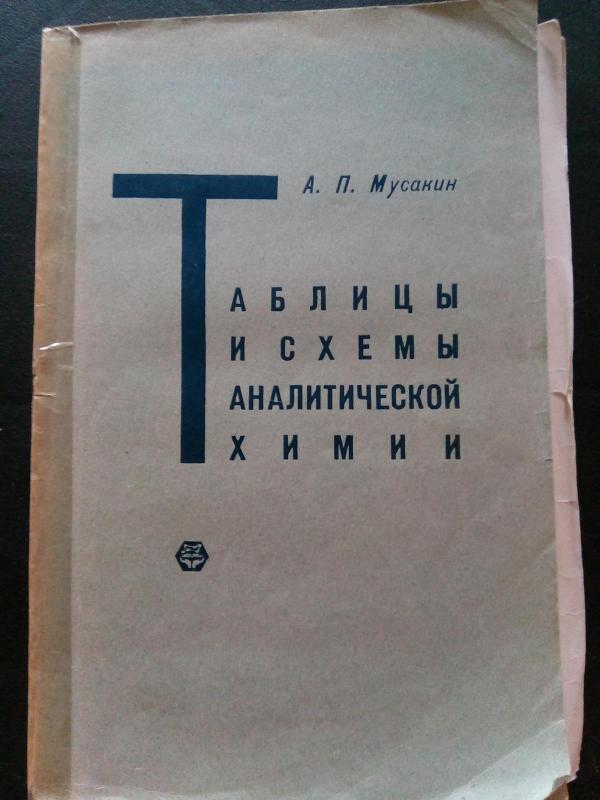 А. П. Мусакин
ТАБЛИЦЫ
И СХЕМЫ
АНАЛИТИЧЕСКОЙ
ХИМИИ